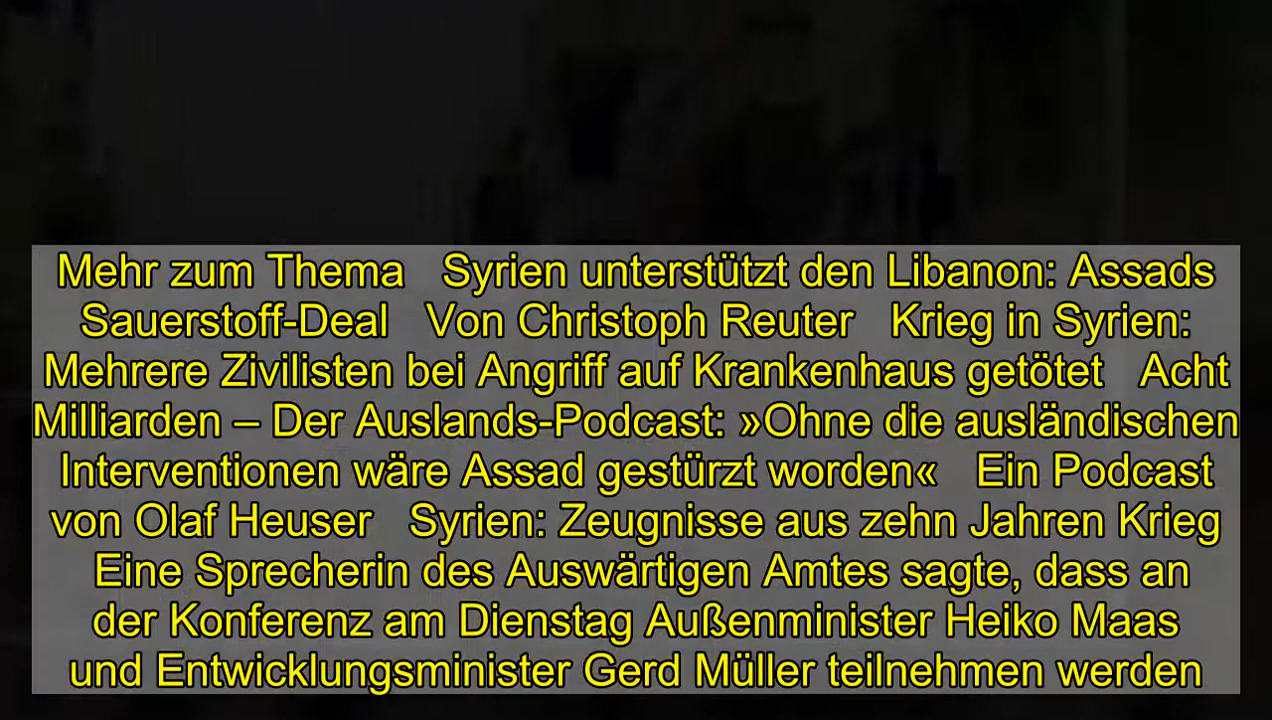 Mehr zum Thema   Syrien unterstützt den Libanon: Assads
Sauerstoff-Deal   Von Christoph Reuter   Krieg in Syrien:
Mehrere Zivilisten bei Angriff auf Krankenhaus getötet   Acht
Milliarden – Der Auslands-Podcast: »Ohne die ausländischen
Interventionen wäre Assad gestürzt worden«   Ein Podcast
von Olaf Heuser   Syrien: Zeugnisse aus zehn Jahren Krieg
Eine Sprecherin des Auswärtigen Amtes sagte, dass an
der Konferenz am Dienstag Außenminister Heiko Maas
und Entwicklungsminister Gerd Müller teilnehmen werden